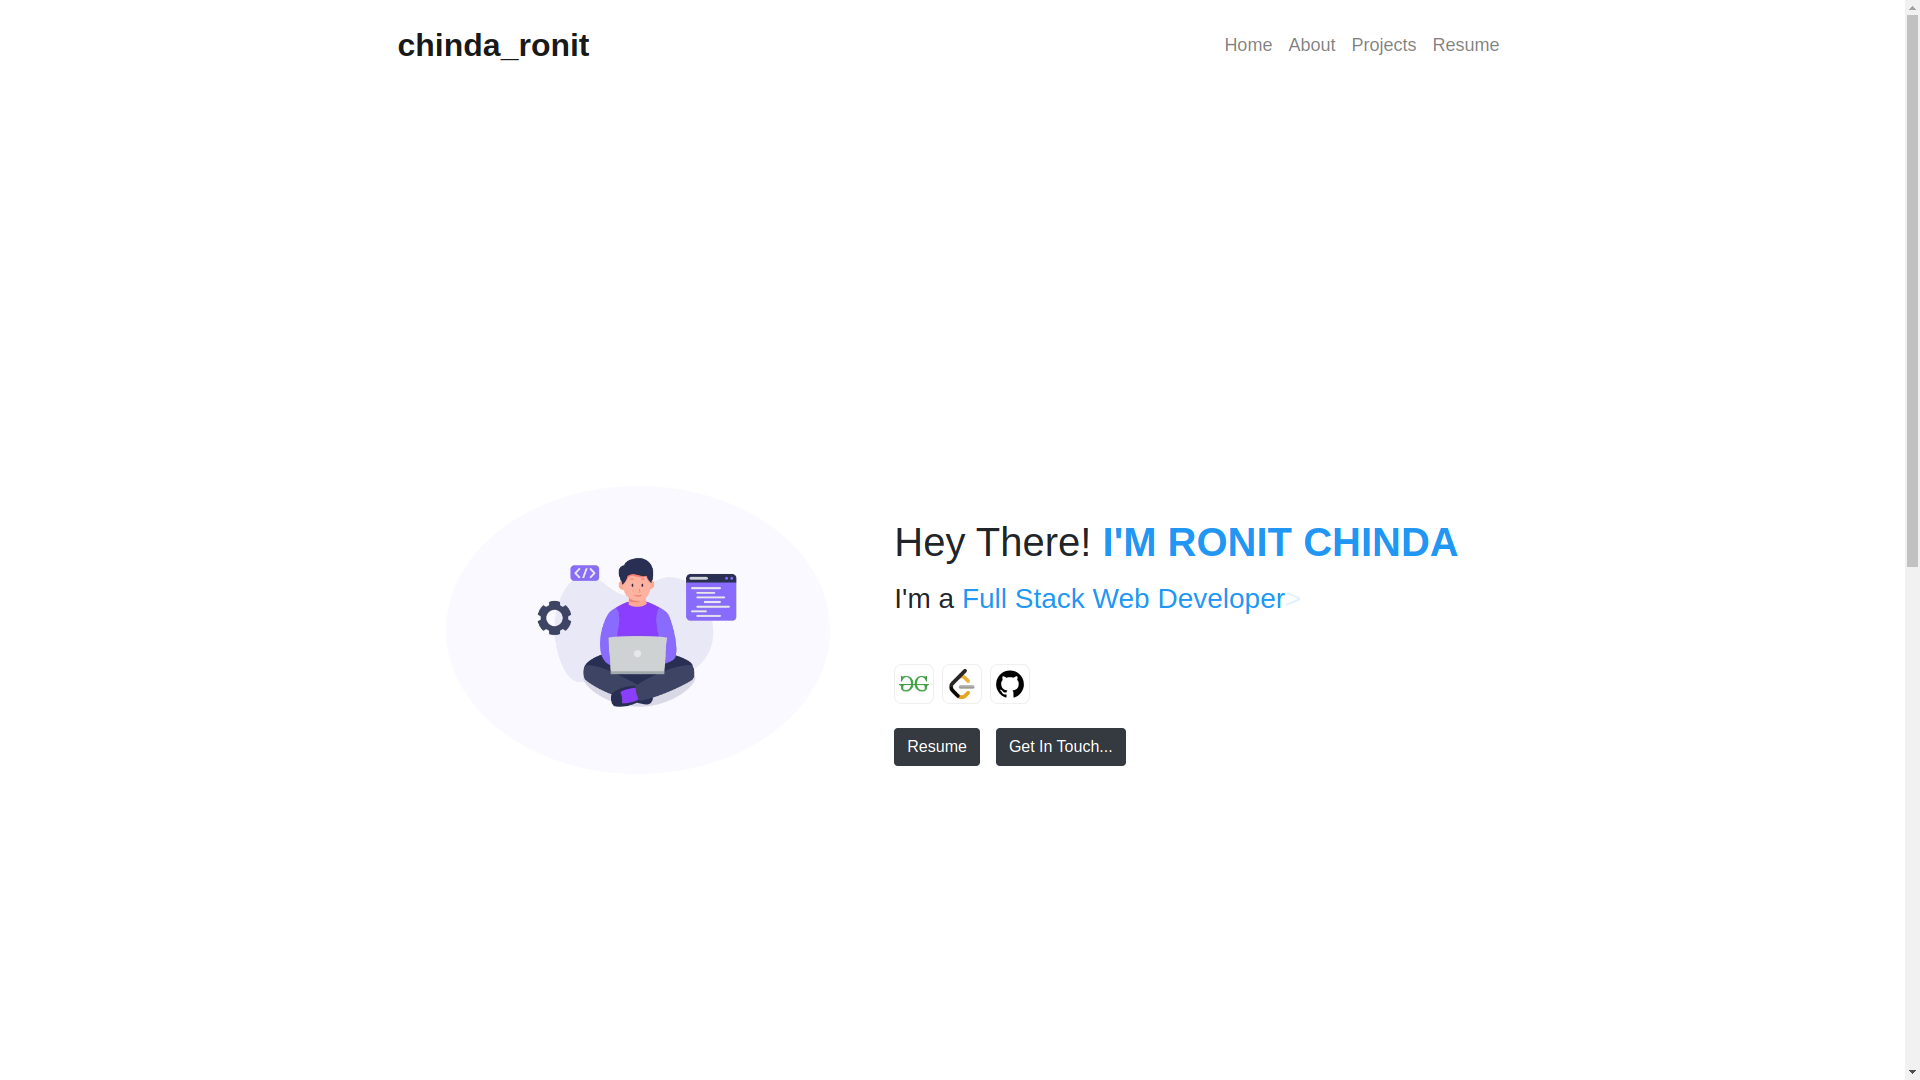 chinda_ronit
Home About Projects Resume
Hey There! I'M RONIT CHINDA
I'm a Full Stack Web Developer>
Resume Get In Touch...